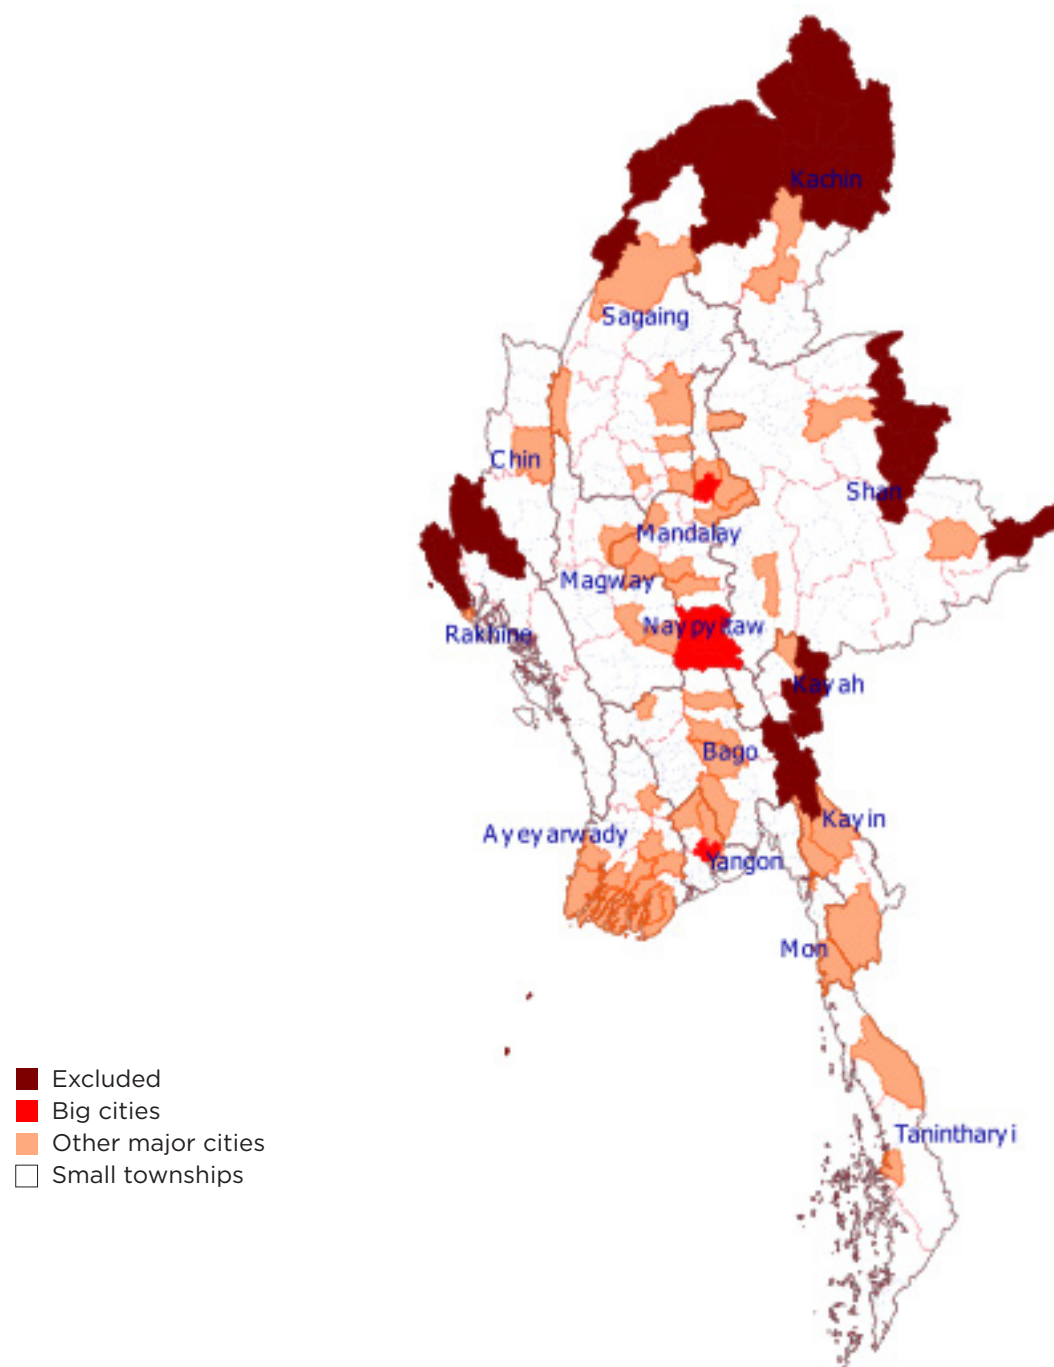 Kachin
Sagaing
Chin
Shan
Mandalay
Magway
Naypyitaw
Rakhine
Kayah
Bago
Kayin
Ayeyarwady
Yangon
Mon
Excluded
Big cities
Other major cities
Tanintharyi
Small townships